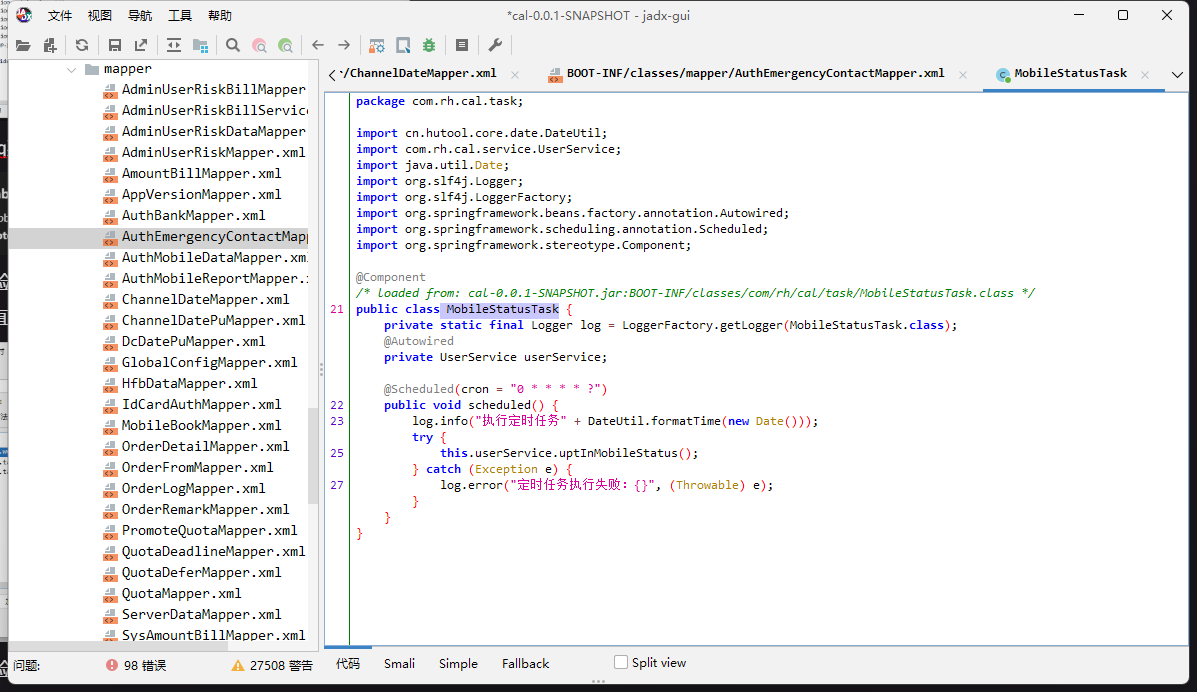 文件 视图 导航 工具 帮助
*cal-0.0.1-SNAPSHOT - jadx-gui
mapper
AdminUserRiskBillMapper
AdminUserRiskBillServic
AdminUserRiskDataMapper
AdminUserRiskMapper.xml
AmountBillMapper.xml
AppVersionMapper.xml
AuthBankMapper.xml
AuthEmergencyContactMapp
AuthMobileDataMapper.xm
AuthMobileReportMapper.
ChannelDateMapper.xml
ChannelDatePuMapper.xml
DcDatePuMapper.xml
GlobalConfigMapper.xml
HfbDataMapper.xml
IdCardAuthMapper.xml
MobileBookMapper.xml
OrderDetailMapper.xml
OrderFromMapper.xml
OrderLogMapper.xml
OrderRemarkMapper.xml
PromoteQuotaMapper.xml
QuotaDeadlineMapper.xml
QuotaDeferMapper.xml
QuotaMapper.xml
ServerDataMapper.xml
SysAmountBillMapper.xml
/ChannelDateMapper.xml
BOOT-INF/classes/mapper/AuthEmergencyContactMapper.xml
MobileStatusTask
package com.rh.cal.task;
import cn.hutool.core.date.DateUtil;
import com.rh.cal.service.UserService;
import java.util.Date;
import org.slf4j.Logger;
import org.slf4j.LoggerFactory;
import org.springframework.beans.factory.annotation.Autowired;
import org.springframework.scheduling.annotation.Scheduled;
import org.springframework.stereotype.Component;
@Component
/* loaded from: cal-0.0.1-SNAPSHOT.jar:BOOT-INF/classes/com/rh/cal/task/MobileStatusTask.class */
21 public class MobileStatusTask {
private static final Logger log = LoggerFactory.getLogger(MobileStatusTask.class);
@Autowired
private UserService userService;
@Scheduled(cron = "0 * * * * ?")
22 public void scheduled() {
23 log.info("执行定时任务" + DateUtil.formatTime(new Date()));
try {
25 this.userService.uptInMobileStatus();
} catch (Exception e) {
27 log.error("定时任务执行失败: {}", (Throwable) e);
}
}
}
问题: 98 错误 27508 警告
代码 Smali Simple Fallback Split view